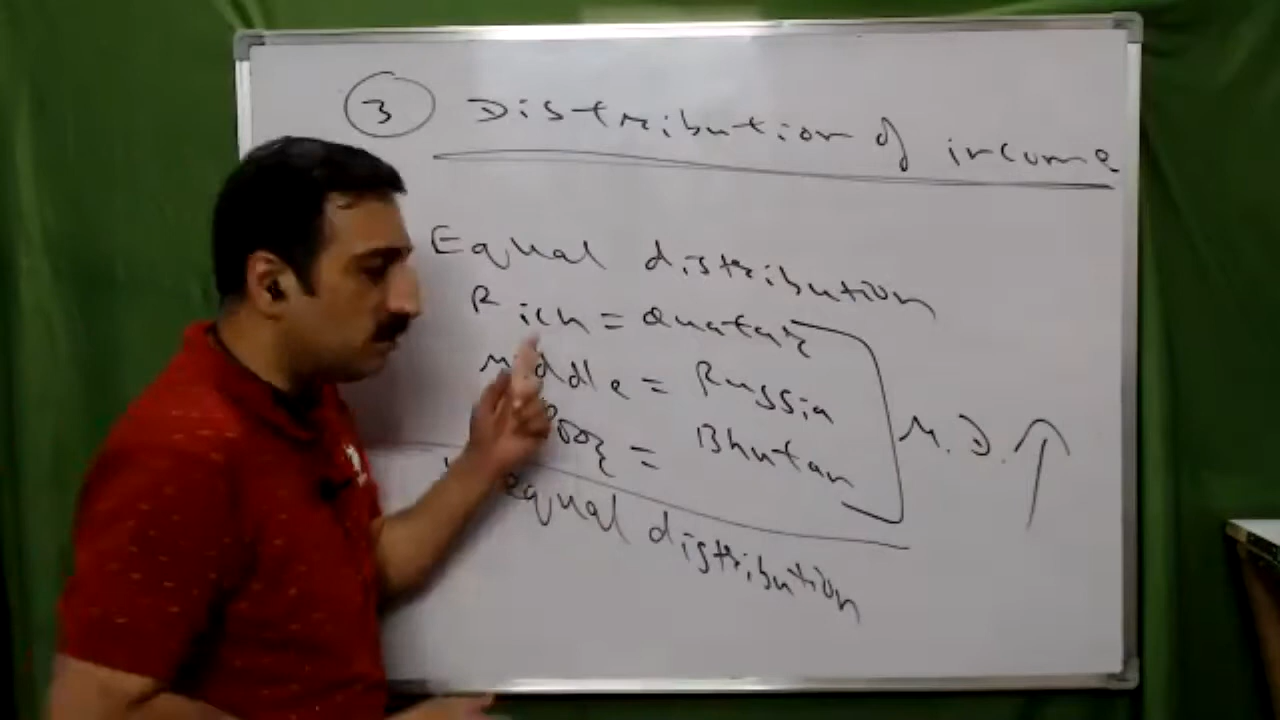 3 Distribution of income
Equal distribution
Rich = Quatar
Middle = Russia
Poor = Bhutan
M.D. ↑
equal distribution